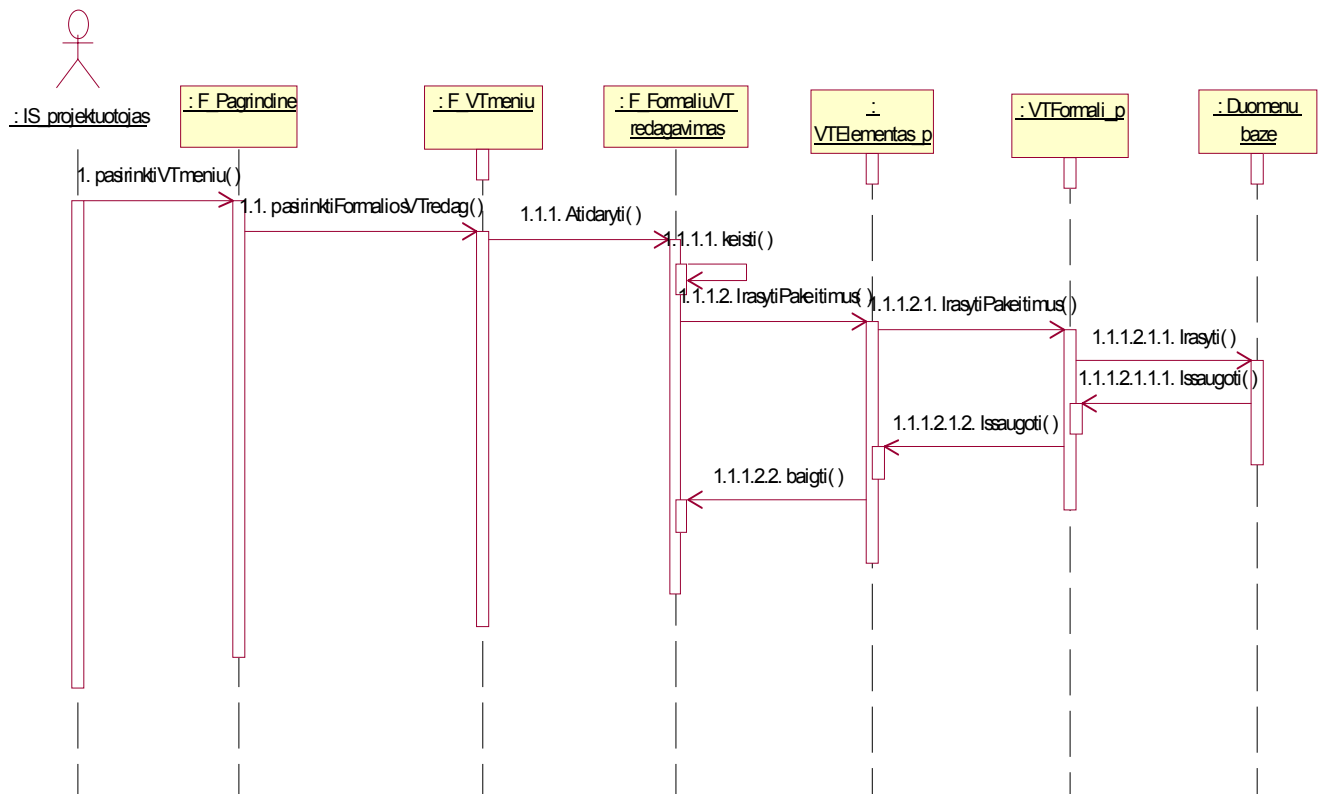 : IS_projektuotojas
: F_Pagrindine
: F_VTmeniu
: F_FormaliuVT
redagavimas
:
VTElementas_p
: VTFormali_p
: Duomenu
baze
1. pasirinktiVTmeniu( )
1.1. pasirinktiFormaliosVTredag( )
1.1.1. Atidaryti( )
1.1.1.1. keisti( )
1.1.1.2. IrasytiPakeitimus( )
1.1.1.2.1. IrasytiPakeitimus( )
1.1.1.2.1.1. Irasyti( )
1.1.1.2.1.1.1. Issaugoti( )
1.1.1.2.1.2. Issaugoti( )
1.1.1.2.2. baigti( )